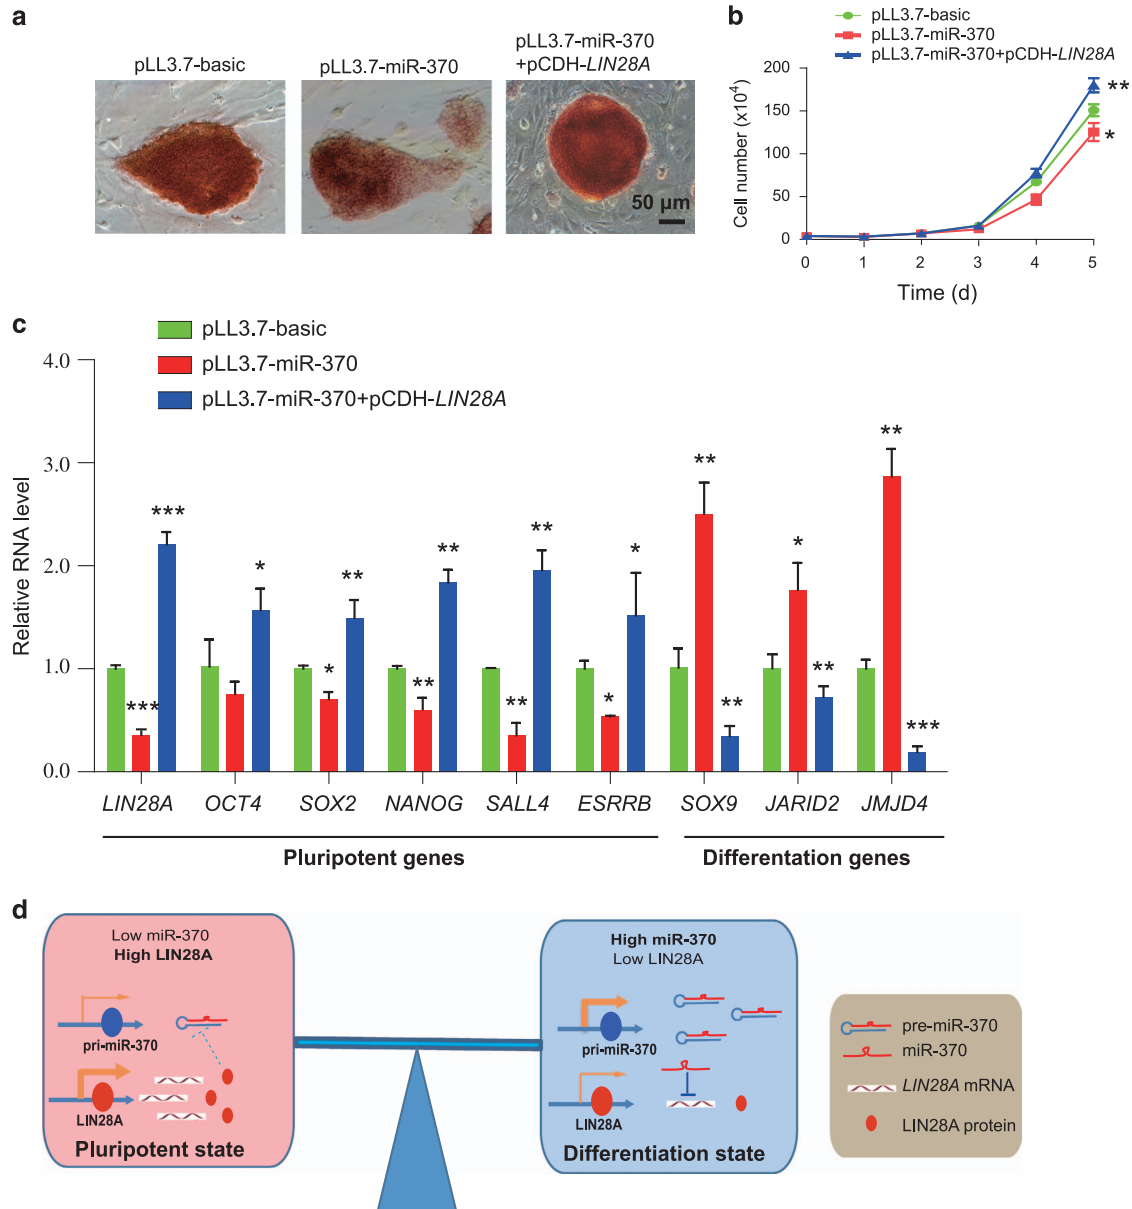 a
pLL3.7-basic
pLL3.7-miR-370
pLL3.7-miR-370
+pCDH-LIN28A
50 µm
b
pLL3.7-basic
pLL3.7-miR-370
pLL3.7-miR-370+pCDH-LIN28A
Cell number (x10⁴)
200
150
100
50
0
**
*
0 1 2 3 4 5
Time (d)
c
pLL3.7-basic
pLL3.7-miR-370
pLL3.7-miR-370+pCDH-LIN28A
Relative RNA level
4.0
3.0
2.0
1.0
0.0
*** *** * * ** ** ** ** ** * * ** ** * ** ** ***
LIN28A OCT4 SOX2 NANOG SALL4 ESRRB SOX9 JARID2 JMJD4
Pluripotent genes Differentation genes
d
Low miR-370
High LIN28A
pri-miR-370
LIN28A
Pluripotent state
High miR-370
Low LIN28A
pri-miR-370
LIN28A
Differentiation state
pre-miR-370
miR-370
LIN28A mRNA
LIN28A protein